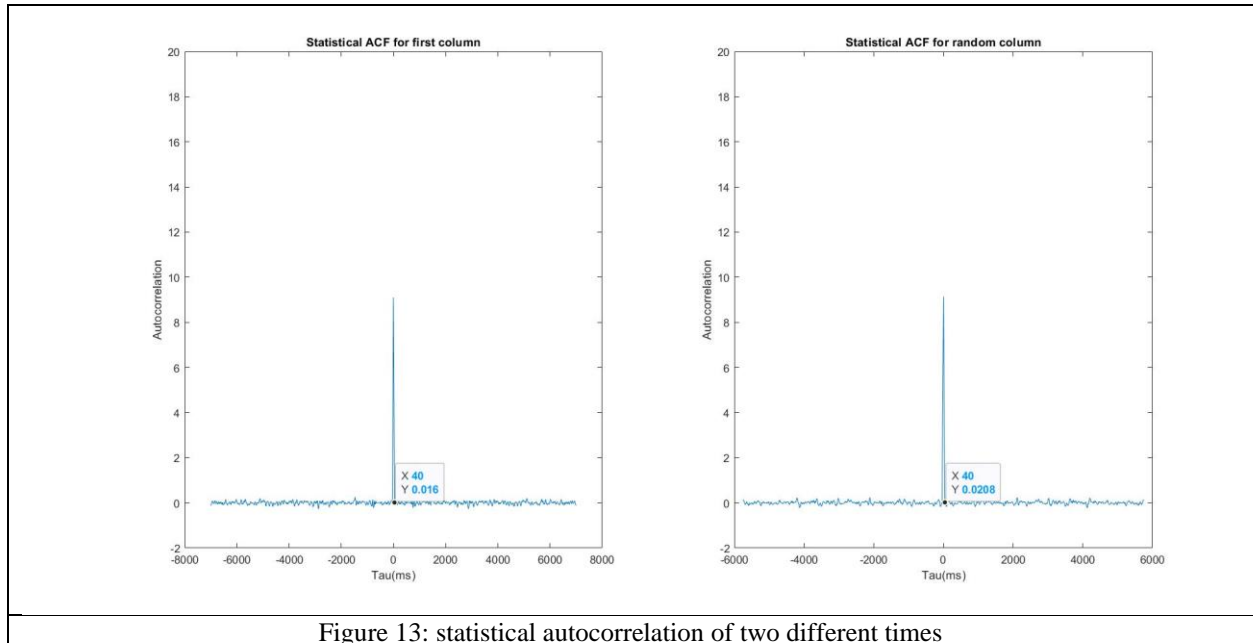 Statistical ACF for first column
20
18
16
14
12
10
8
6
4
2
0
-2
Autocorrelation
X 40
Y 0.016
-8000 -6000 -4000 -2000 0 2000 4000 6000 8000
Tau(ms)
Statistical ACF for random column
20
18
16
14
12
10
8
6
4
2
0
-2
Autocorrelation
X 40
Y 0.0208
-6000 -4000 -2000 0 2000 4000 6000
Tau(ms)
Figure 13: statistical autocorrelation of two different times